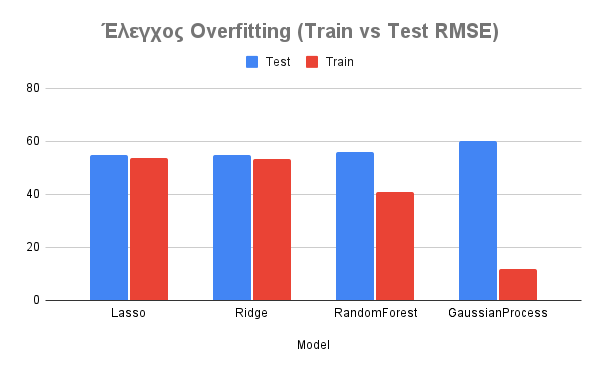 Έλεγχος Overfitting (Train vs Test RMSE)
Test Train
80
60
40
20
0
Lasso Ridge RandomForest GaussianProcess
Model